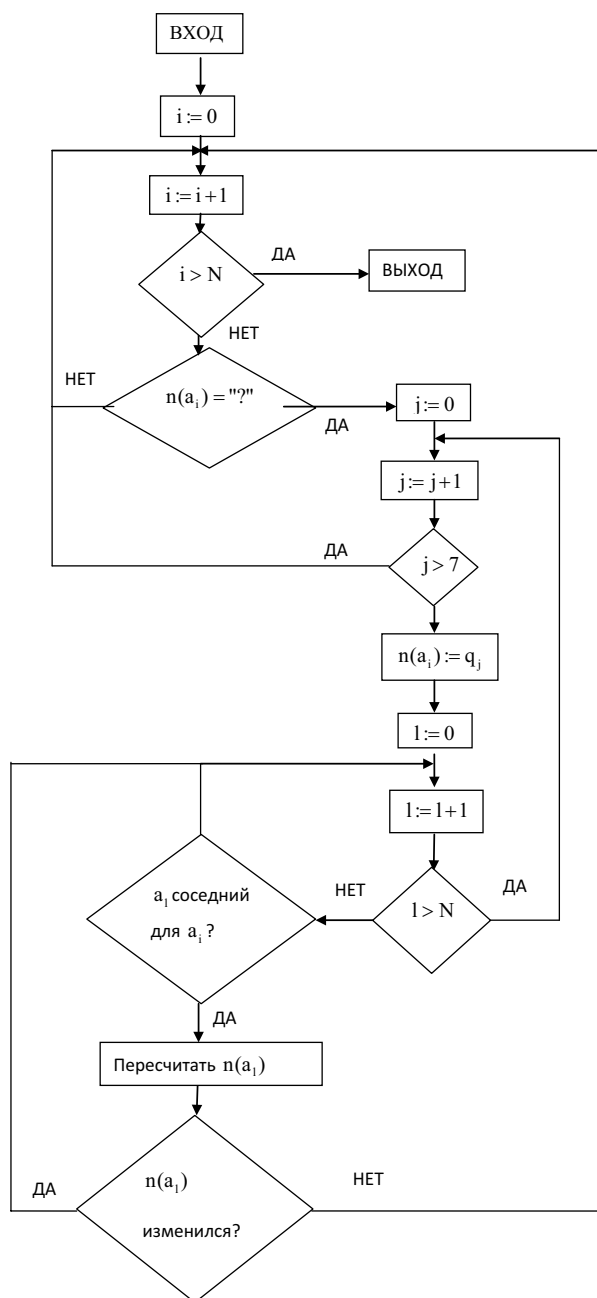 ВХОД
i := 0
i := i+1
i > N
ДА
ВЫХОД
НЕТ
НЕТ
n(a_i) = "?"
ДА
j := 0
j := j+1
ДА
j > 7
n(a_i) := q_j
l := 0
l := l+1
a_l соседний
для a_i ?
НЕТ
l > N
ДА
ДА
Пересчитать n(a_l)
ДА
n(a_l)
изменился?
НЕТ